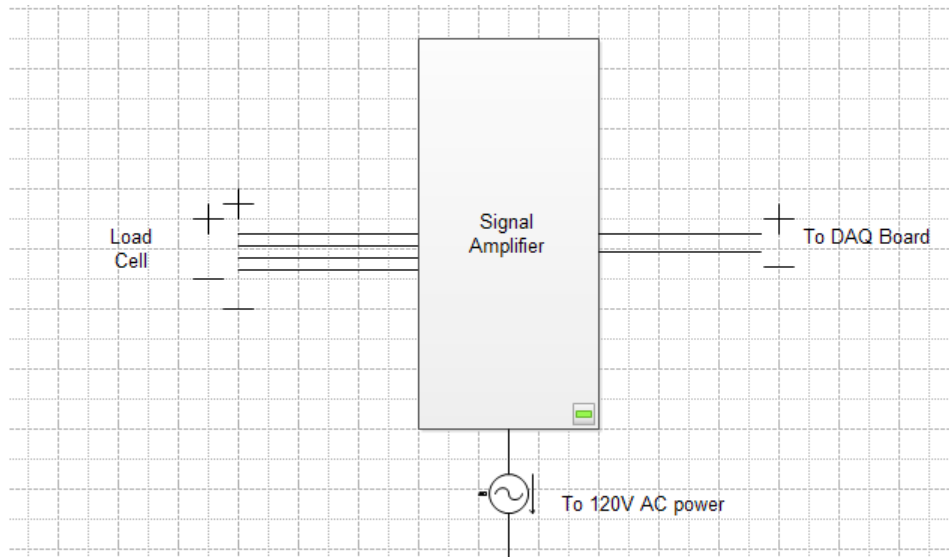 Signal
Amplifier
Load
Cell
To DAQ Board
To 120V AC power